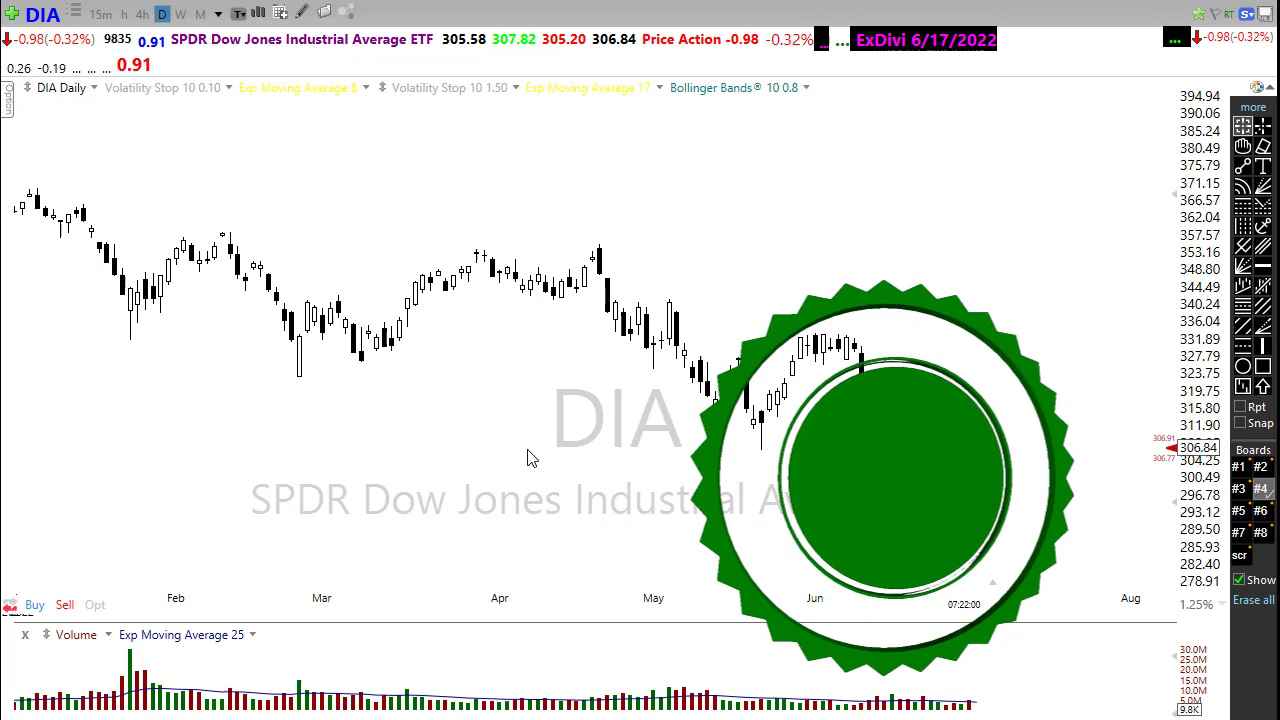 DIA 15m h 4h D W M T RT S
-0.98(-0.32%) 9835 0.91 SPDR Dow Jones Industrial Average ETF 305.58 307.82 305.20 306.84 Price Action -0.98 -0.32% ... ... ExDivi 6/17/2022 ... -0.98(-0.32%)
0.26 -0.19 ... ... ... 0.91
Option DIA Daily Volatility Stop 10 0.10 Exp Moving Average 8 Volatility Stop 10 1.50 Exp Moving Average 17 Bollinger Bands® 10 0.8
394.94
390.06
385.24
380.49
375.79
371.15
366.57
362.04
357.57
353.16
348.80
344.49
340.24
336.04
331.89
327.79
323.75
319.75
315.80
311.90
306.91
306.84
306.77
304.25
300.49
296.78
293.12
289.50
285.93
282.40
278.91
1.25%
DIA
SPDR Dow Jones Industrial Av
more
T
Rpt
Snap
Boards
#1 #2
#3 #4
#5 #6
#7 #8
scr
Show
Erase all
Buy Sell Opt
Feb Mar Apr May Jun 07:22:00 Aug
x Volume Exp Moving Average 25
30.0M
25.0M
20.0M
15.0M
10.0M
5.0M
9.8K